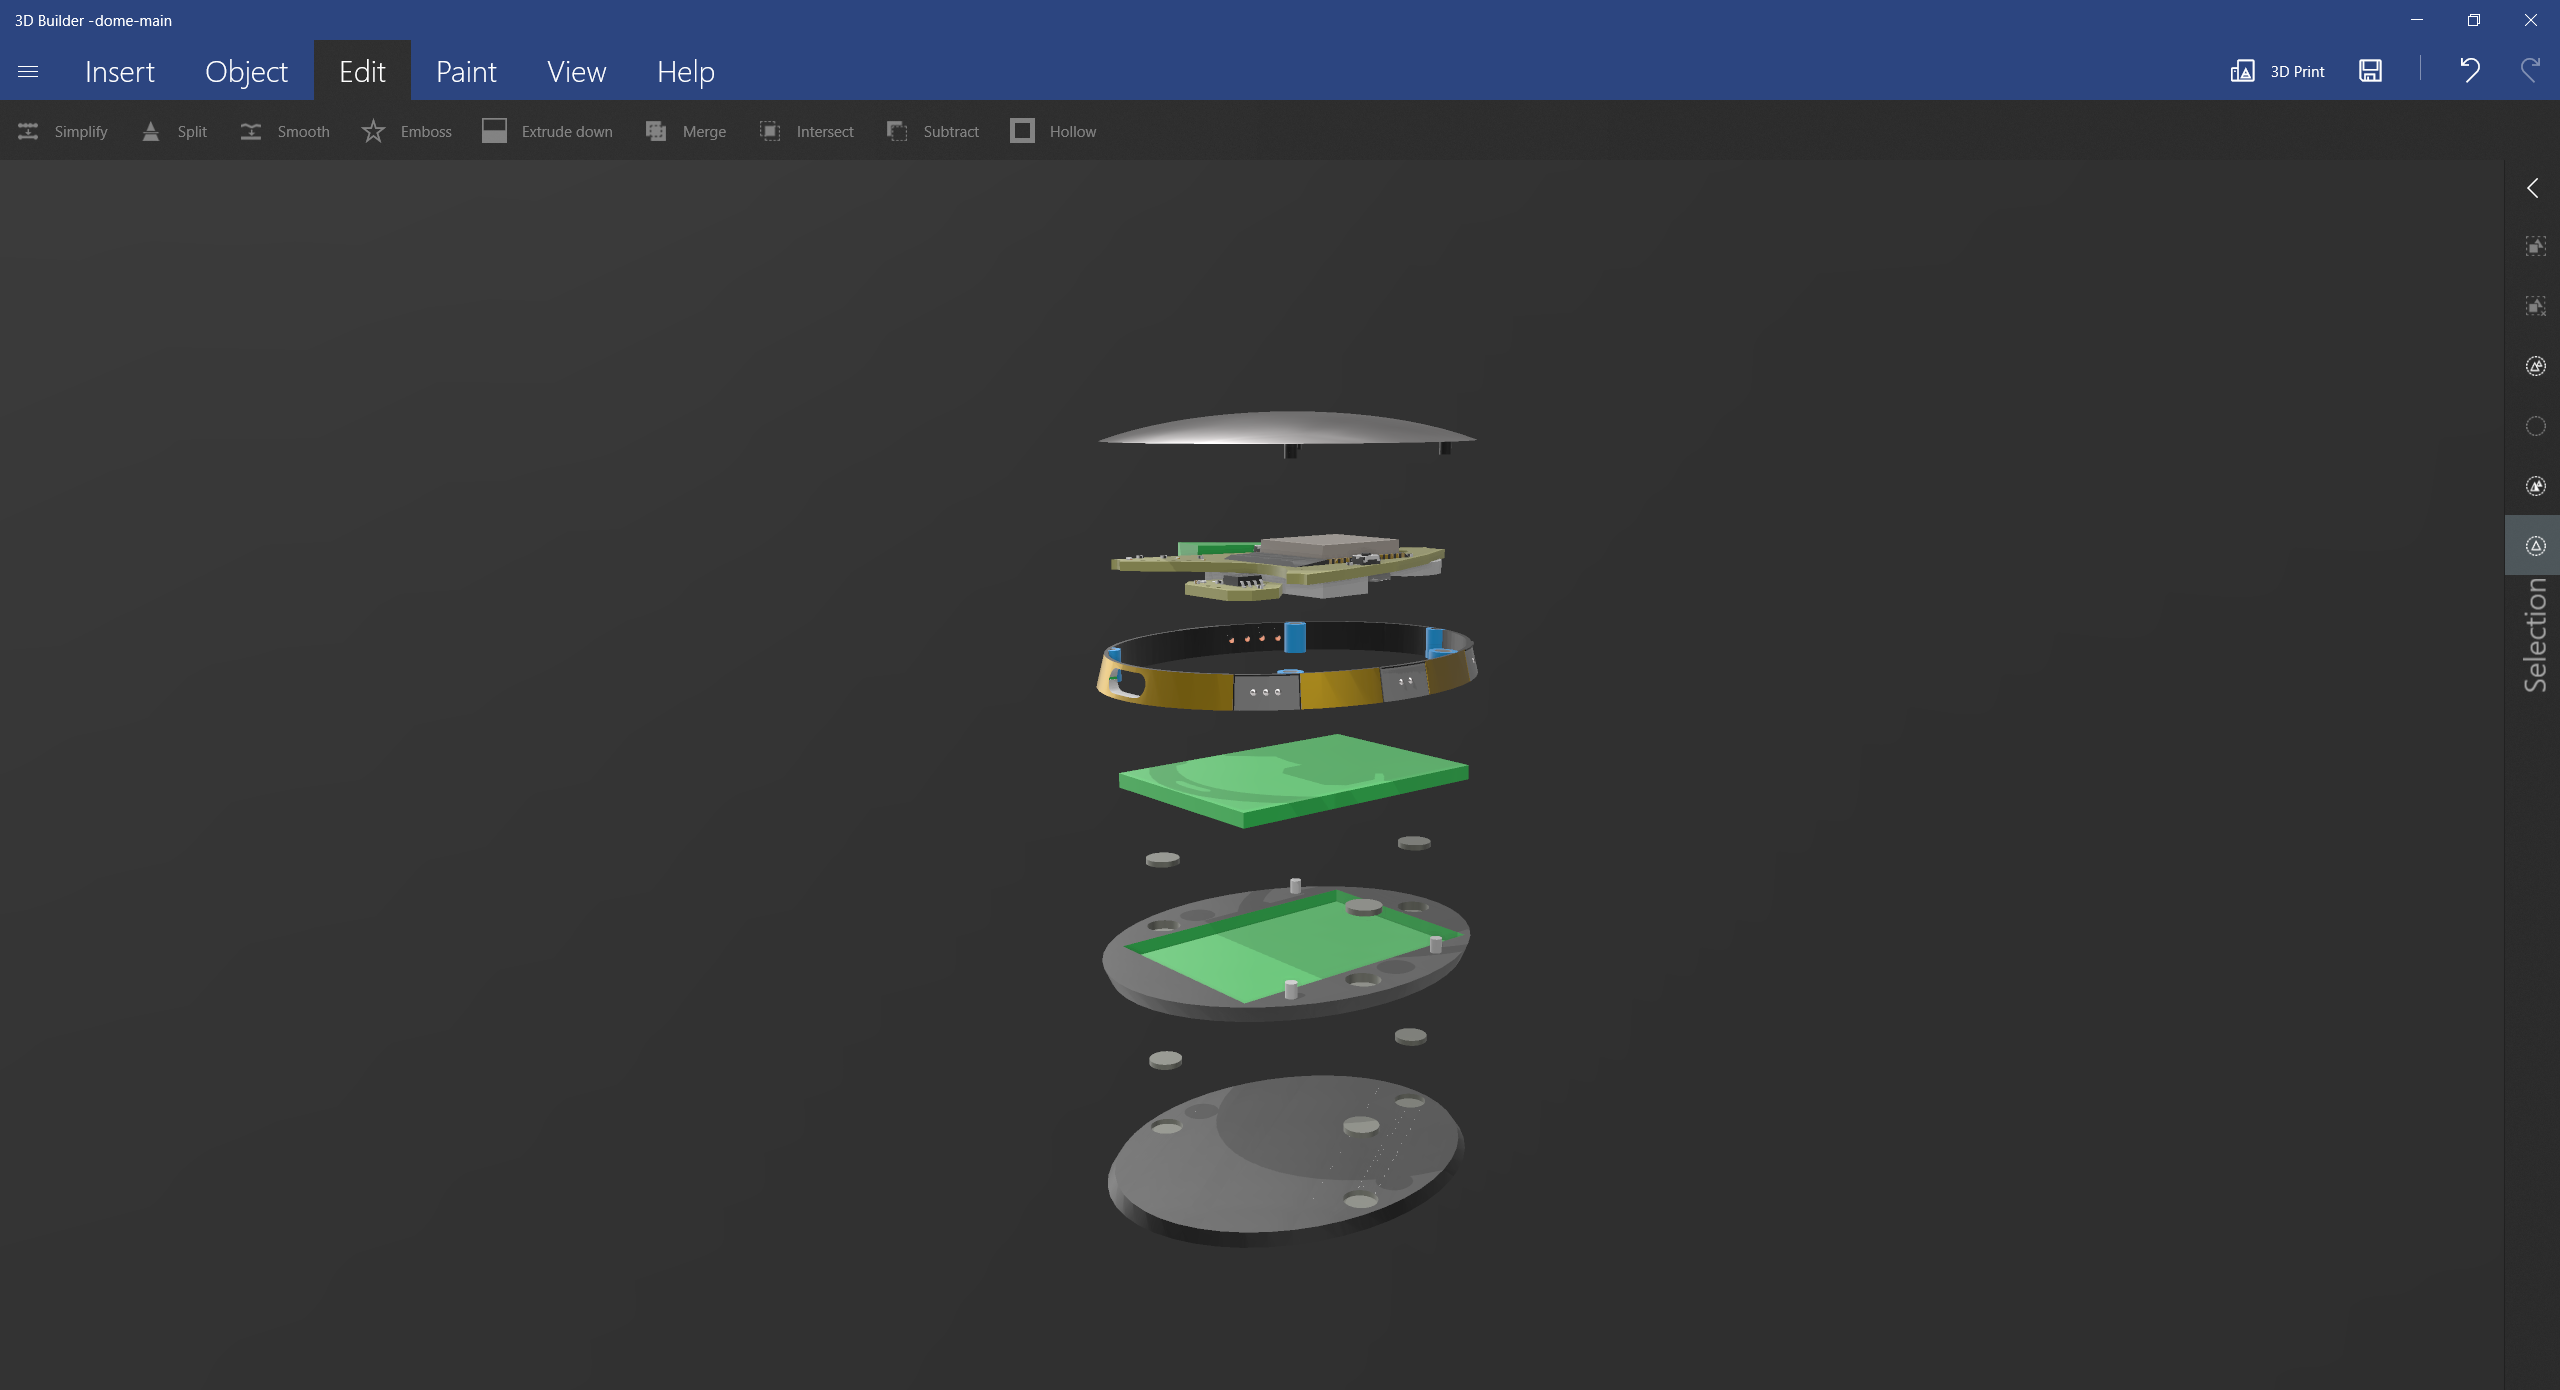 3D Builder -dome-main
Insert Object Edit Paint View Help 3D Print
Simplify Split Smooth Emboss Extrude down Merge Intersect Subtract Hollow
Selection